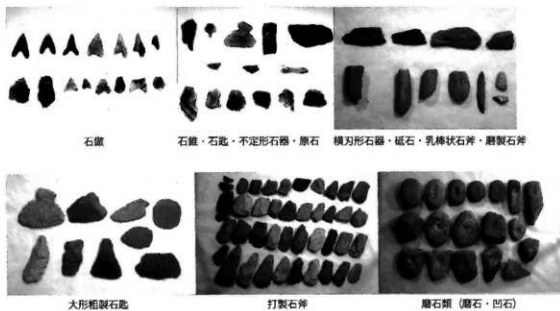 石鏃
石錐・石匙・不定形石器・原石
横刃形石器・砥石・乳棒状石斧・磨製石斧
大形粗製石匙
打製石斧
磨石類（磨石・凹石）